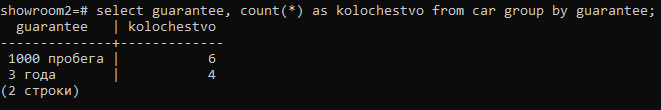 showroom2=# select guarantee, count(*) as kolochestvo from car group by guarantee;
  guarantee   | kolochestvo
--------------+-------------
 1000 пробега |           6
 3 года       |           4
(2 строки)